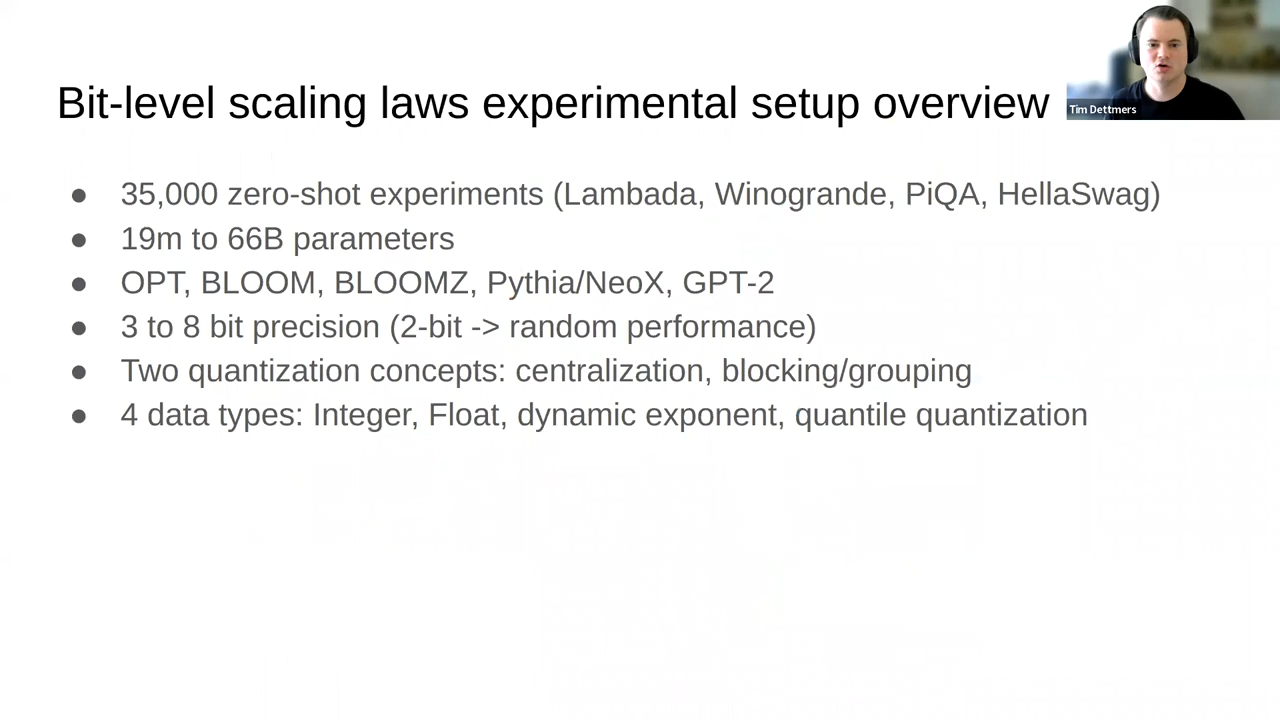 Bit-level scaling laws experimental setup overview
Tim Dettmers
● 35,000 zero-shot experiments (Lambada, Winogrande, PiQA, HellaSwag)
● 19m to 66B parameters
● OPT, BLOOM, BLOOMZ, Pythia/NeoX, GPT-2
● 3 to 8 bit precision (2-bit -> random performance)
● Two quantization concepts: centralization, blocking/grouping
● 4 data types: Integer, Float, dynamic exponent, quantile quantization